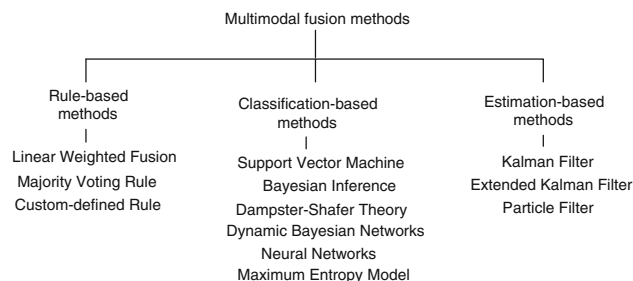 Multimodal fusion methods
Rule-based
methods
Linear Weighted Fusion
Majority Voting Rule
Custom-defined Rule
Classification-based
methods
Support Vector Machine
Bayesian Inference
Dampster-Shafer Theory
Dynamic Bayesian Networks
Neural Networks
Maximum Entropy Model
Estimation-based
methods
Kalman Filter
Extended Kalman Filter
Particle Filter